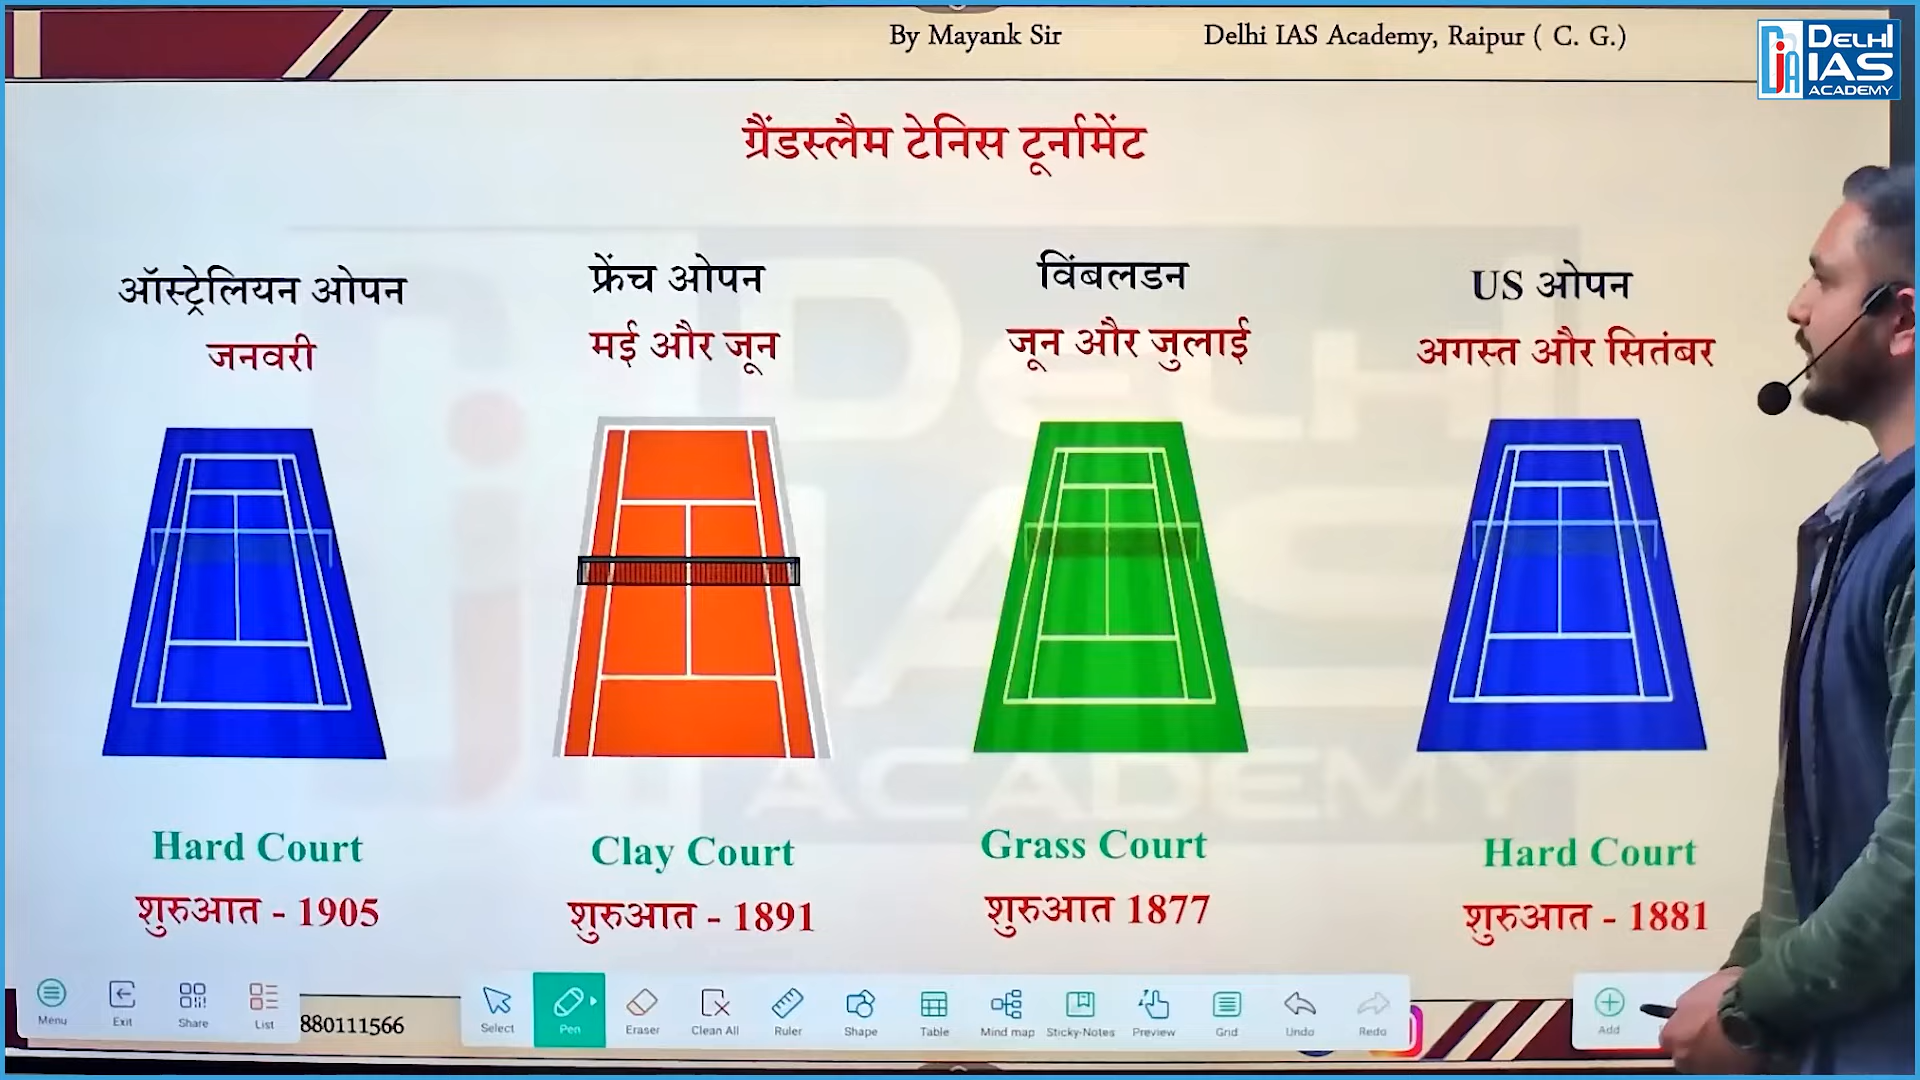 By Mayank Sir
Delhi IAS Academy, Raipur ( C. G.)
DELHI
IAS
ACADEMY
ग्रैंडस्लैम टेनिस टूर्नामेंट
ऑस्ट्रेलियन ओपन
जनवरी
Hard Court
शुरुआत - 1905
फ्रेंच ओपन
मई और जून
Clay Court
शुरुआत - 1891
विंबलडन
जून और जुलाई
Grass Court
शुरुआत 1877
US ओपन
अगस्त और सितंबर
Hard Court
शुरुआत - 1881
DELHI
IAS
ACADEMY
Menu
Exit
Share
List
880111566
Select
Pen
Eraser
Clean All
Ruler
Shape
Table
Mind map
Sticky-Notes
Preview
Grid
Undo
Redo
Add